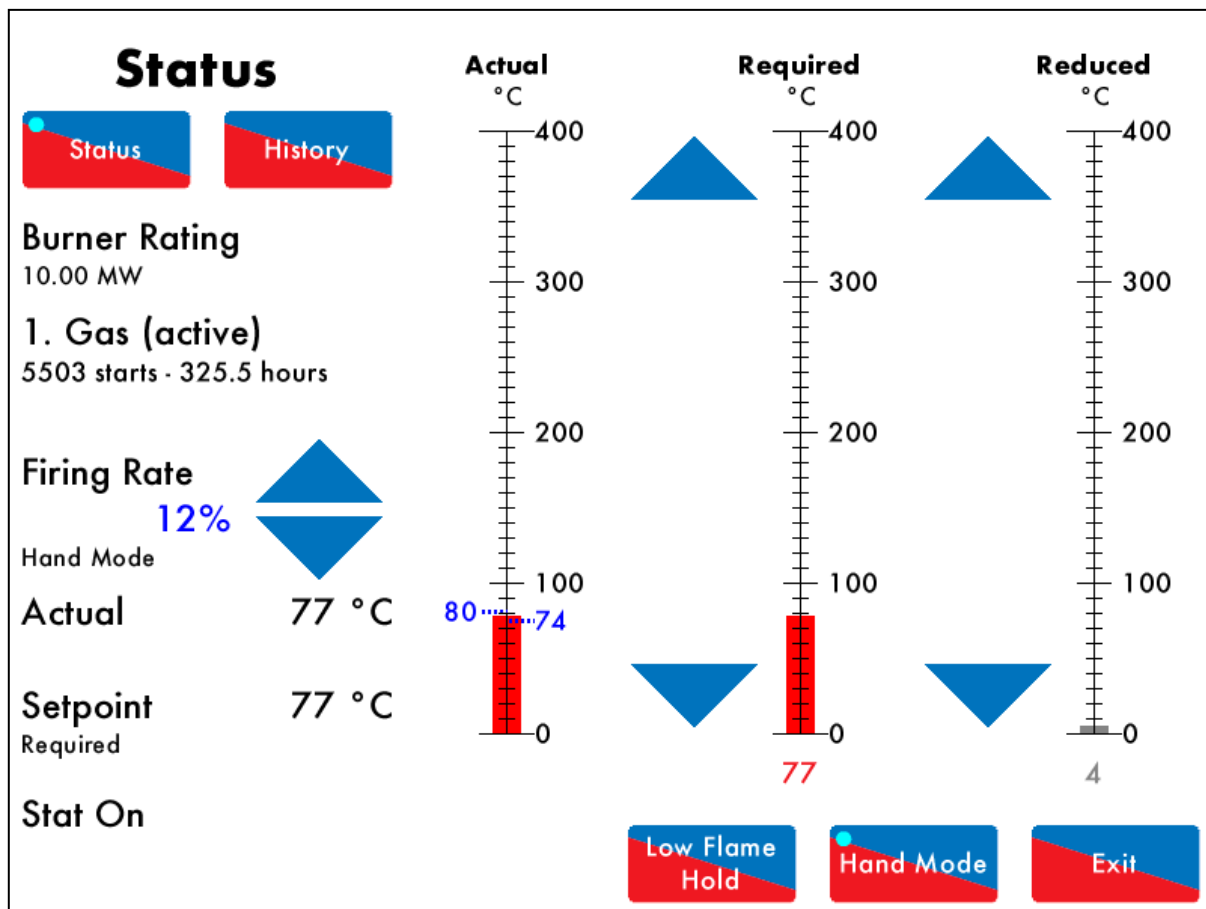 Status
Status
History
Burner Rating
10.00 MW
1. Gas (active)
5503 starts - 325.5 hours
Firing Rate
12%
Hand Mode
Actual 77 °C
Setpoint 77 °C
Required
Stat On
Actual
°C
400
300
200
100
80
74
0
Required
°C
400
300
200
100
0
77
Reduced
°C
400
300
200
100
0
4
Low Flame
Hold
Hand Mode
Exit